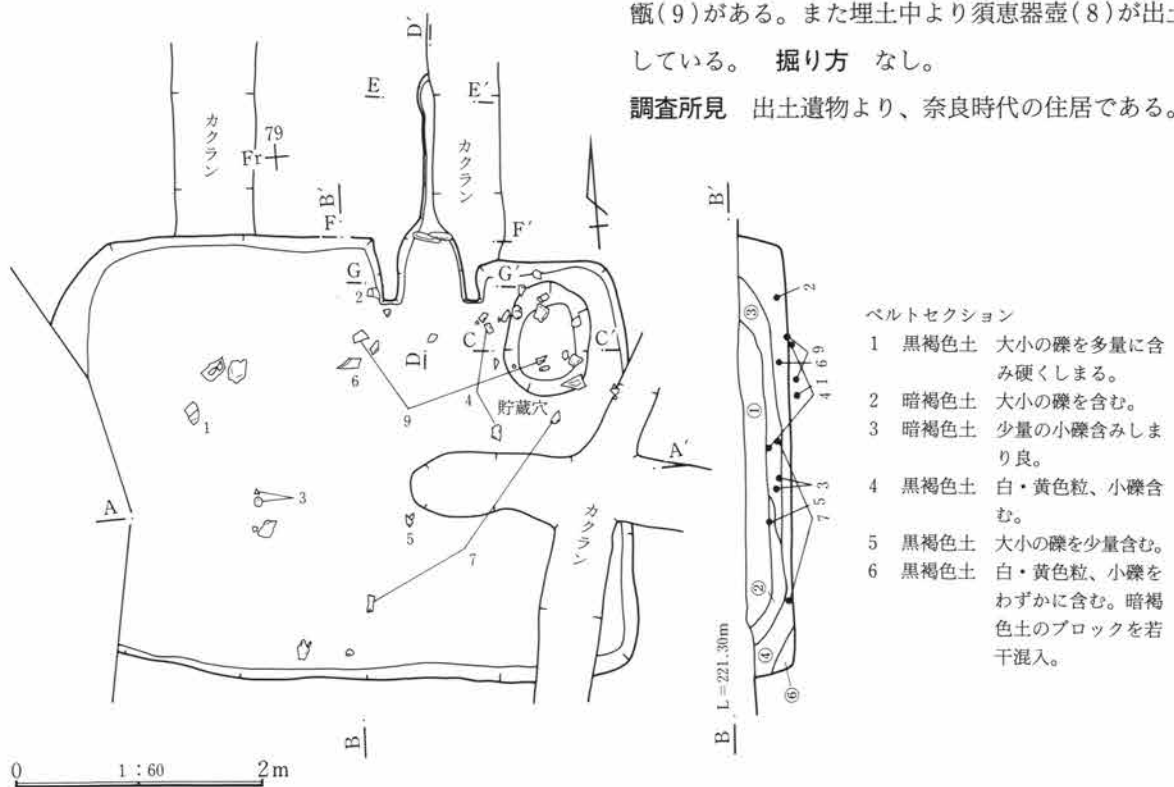 甑(9)がある。また埋土中より須恵器壺(8)が出土
している。　掘り方　なし。
調査所見　出土遺物より、奈良時代の住居である。
D′
E
E′
カクラン
79
Fr
カクラン
B′
F
F′
G
G′
2
C
C′
D
6
4
9
貯蔵穴
1
3
A
A′
5
7
カクラン
B
0　1：60　2m
B′
③
2
9
6
1
4
①
3
5
7
②
④
⑥
B　L＝221.30m
ベルトセクション
1　黒褐色土　大小の礫を多量に含
み硬くしまる。
2　暗褐色土　大小の礫を含む。
3　暗褐色土　少量の小礫含みしま
り良。
4　黒褐色土　白・黄色粒、小礫含
む。
5　黒褐色土　大小の礫を少量含む。
6　黒褐色土　白・黄色粒、小礫を
わずかに含む。暗褐
色土のブロックを若
干混入。